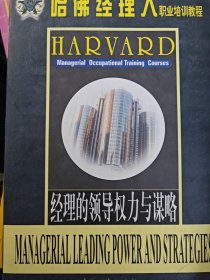 哈佛经理人职业培训教程
HARVARD
Managerial Occupational Training Courses
经理的领导权力与谋略
MANAGERIAL LEADING POWER AND STRATEGIES